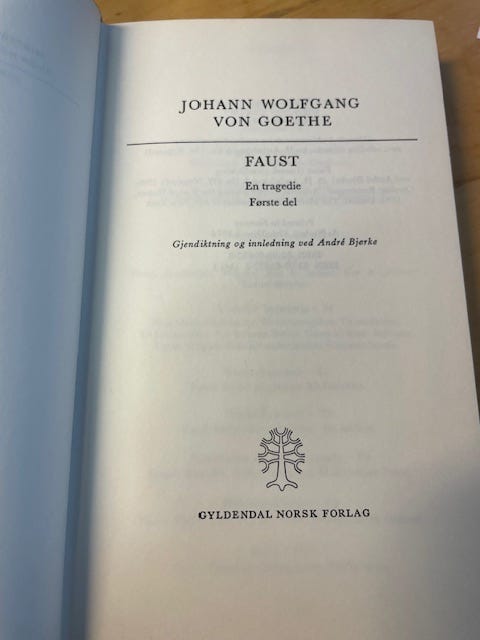 JOHANN WOLFGANG
VON GOETHE
FAUST
En tragedie
Første del
Gjendiktning og innledning ved André Bjerke
GYLDENDAL NORSK FORLAG